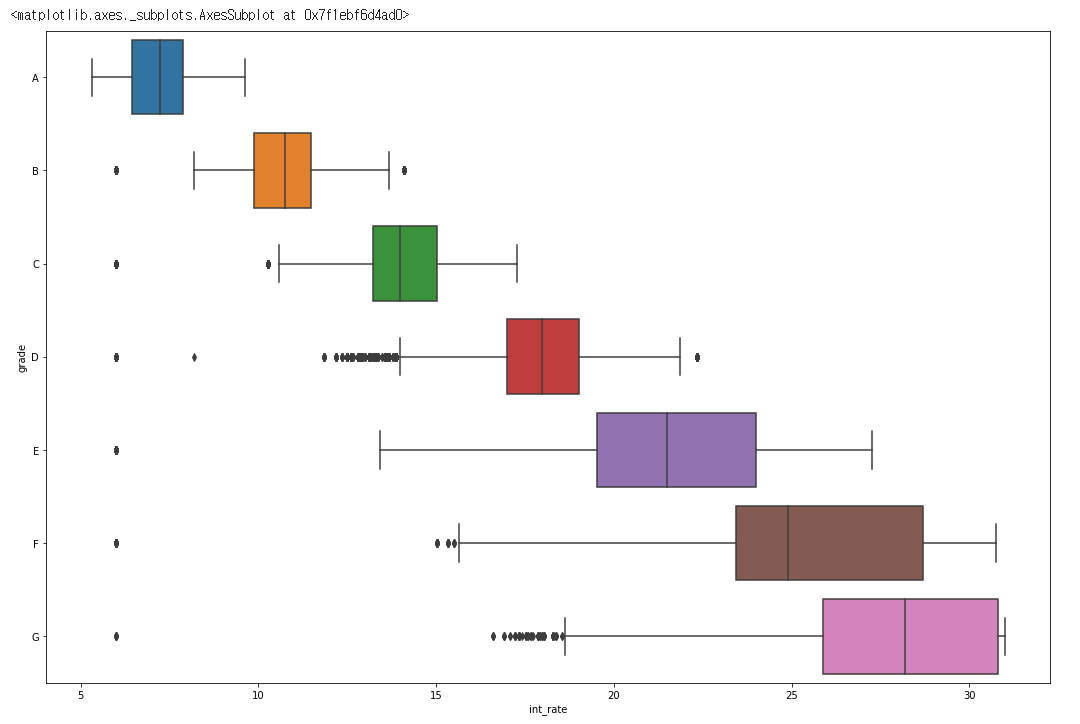 <matplotlib.axes._subplots.AxesSubplot at 0x7f1ebf6d4ad0>
A
B
C
D
E
F
G
grade
5 10 15 20 25 30
int_rate